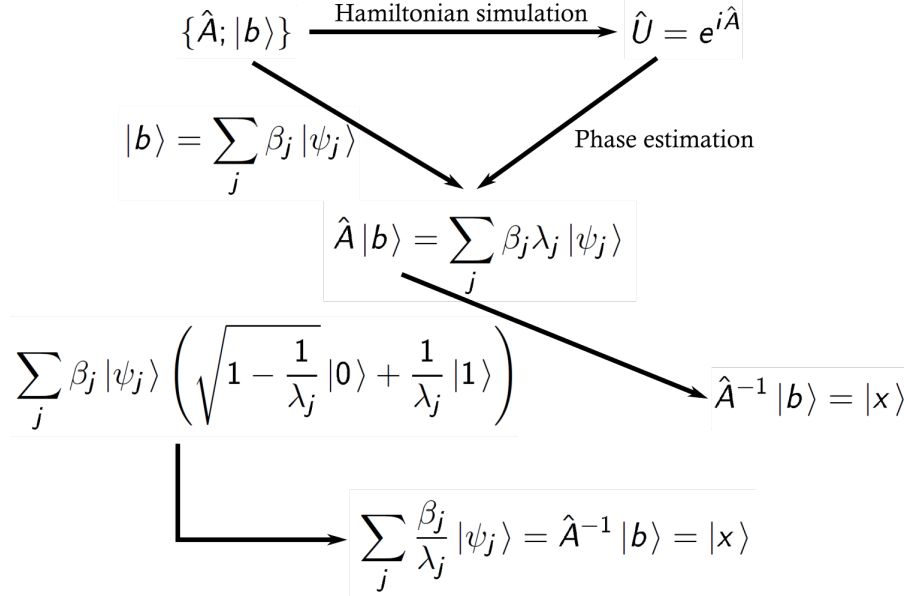 {Â; |b⟩}
Hamiltonian simulation
Û = e^{iÂ}
|b⟩ = ∑_j β_j |ψ_j⟩
Phase estimation
Â |b⟩ = ∑_j β_j λ_j |ψ_j⟩
∑_j β_j |ψ_j⟩ (√(1 − 1/λ_j) |0⟩ + 1/λ_j |1⟩)
Â^{−1} |b⟩ = |x⟩
∑_j β_j/λ_j |ψ_j⟩ = Â^{−1} |b⟩ = |x⟩